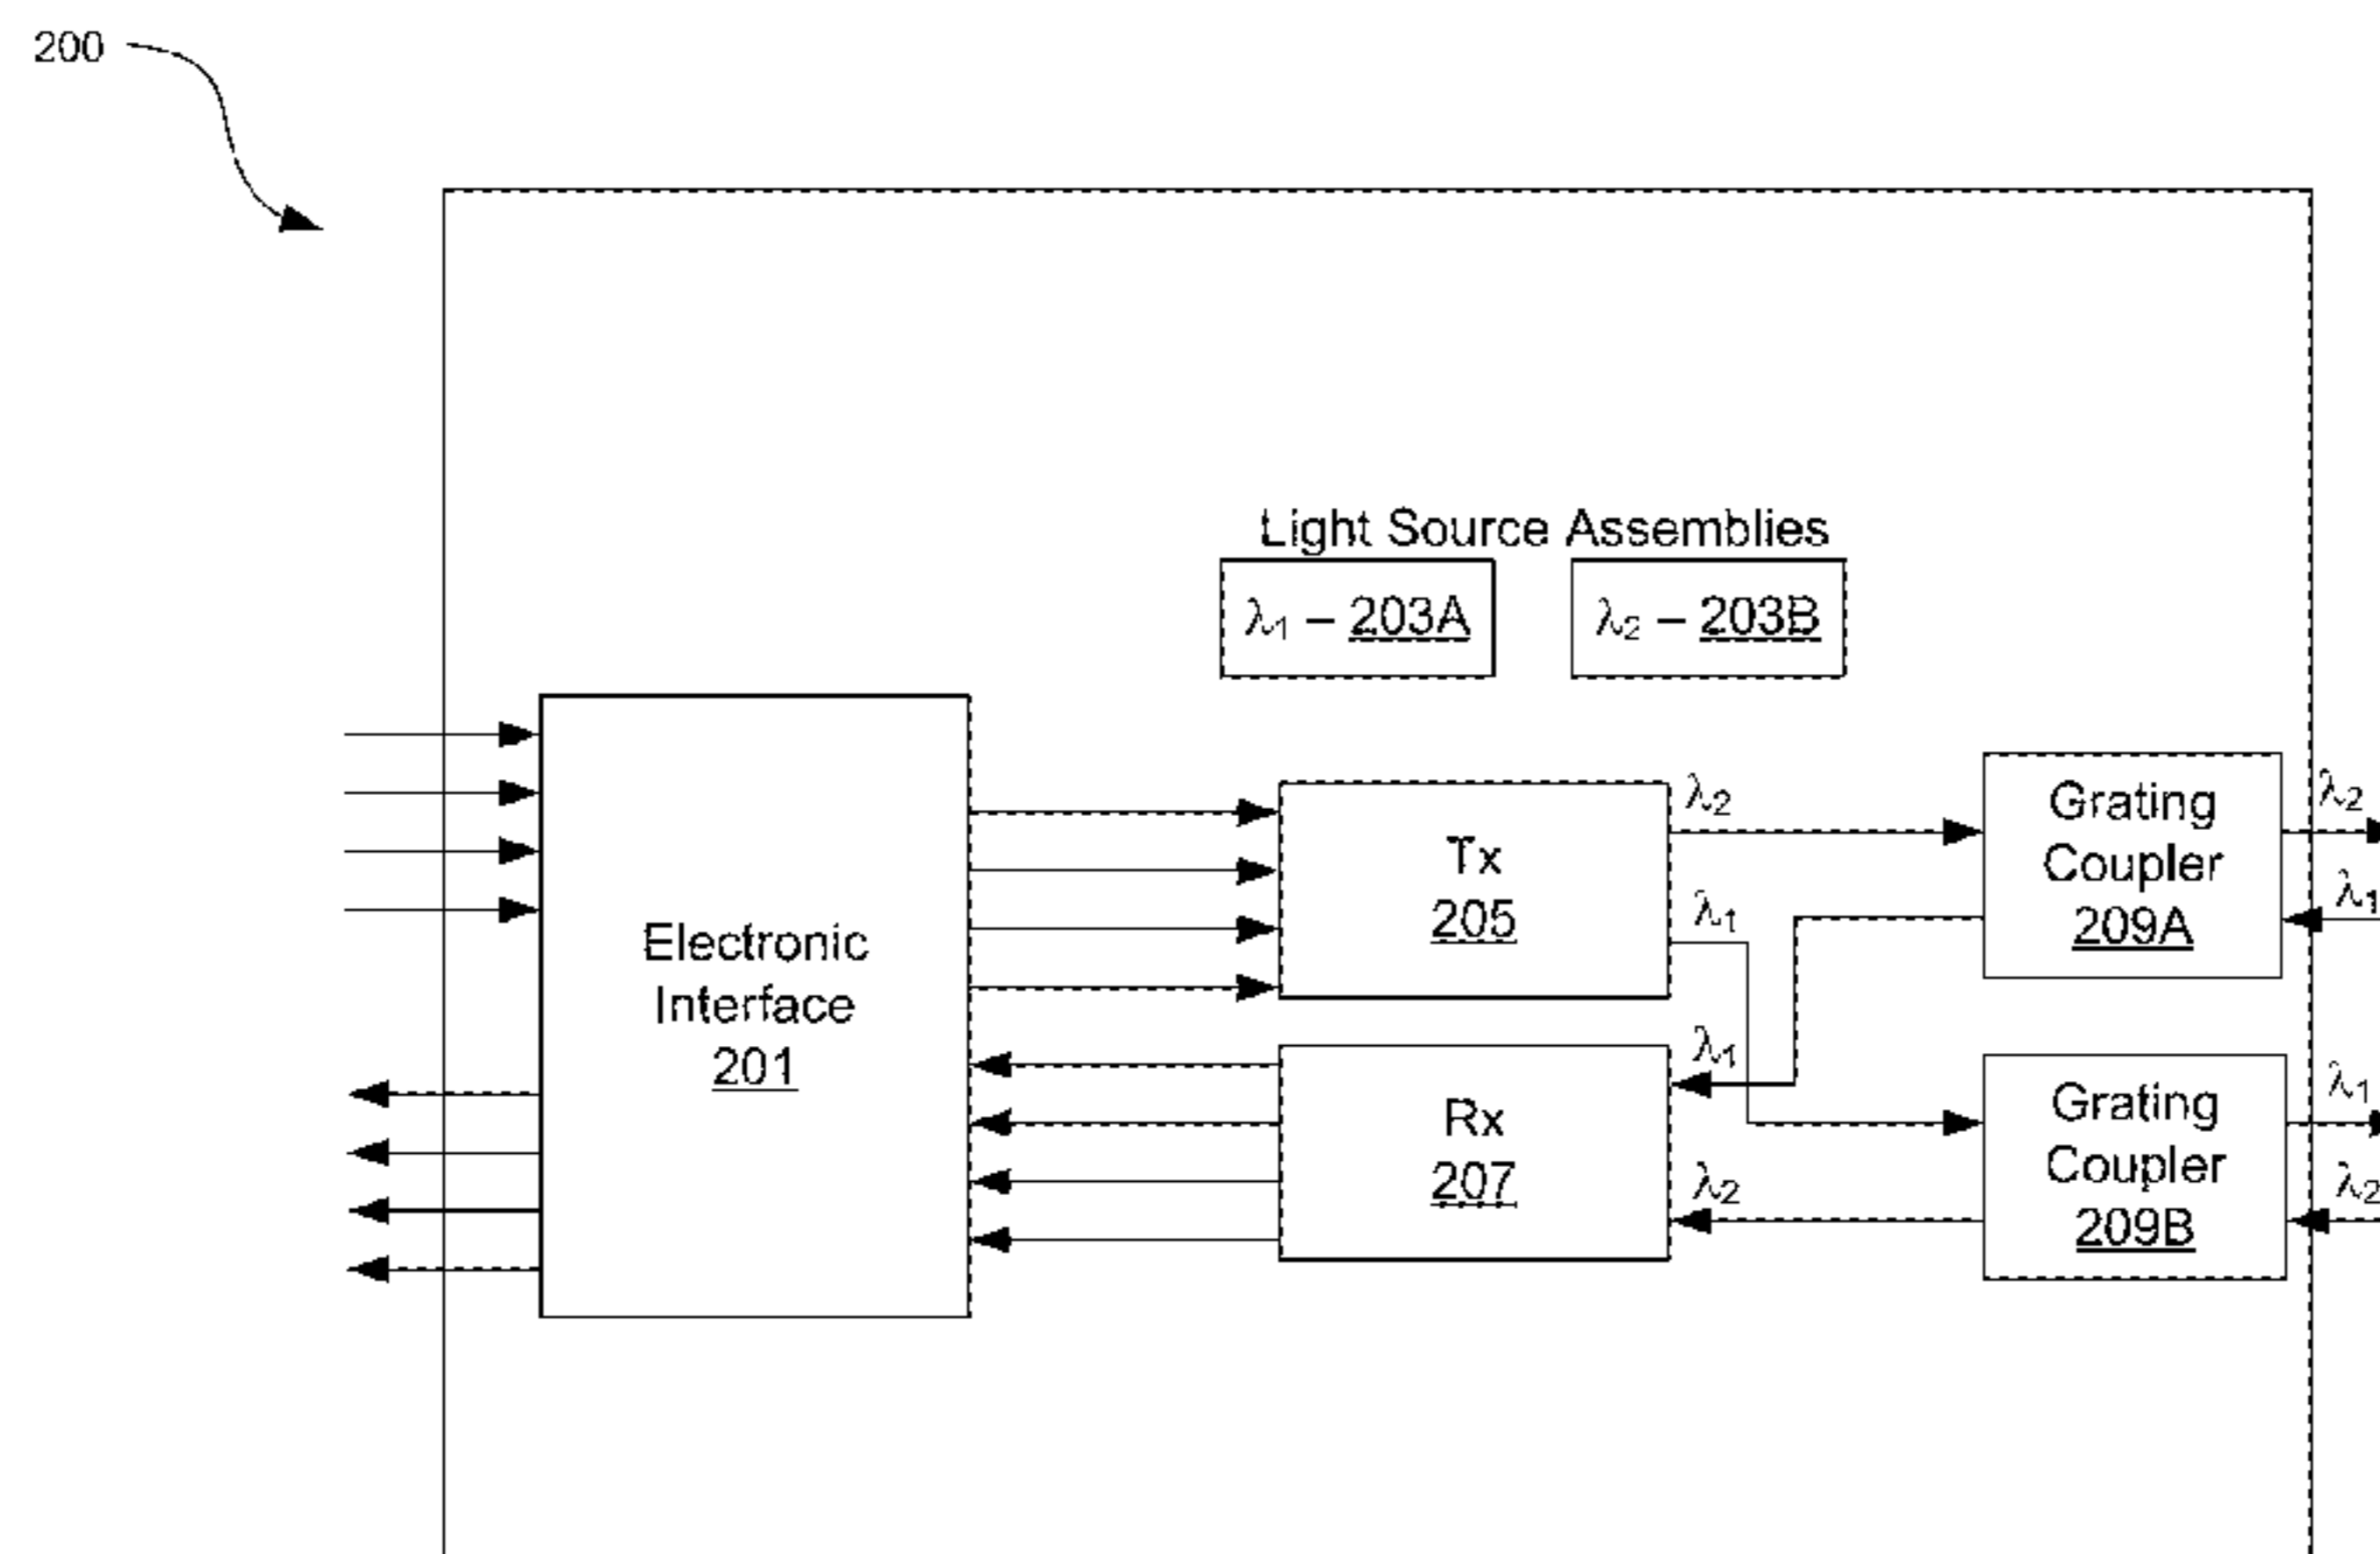 200
Light Source Assemblies
λ₁ – 203A
λ₂ – 203B
Electronic
Interface
201
Tx
205
Rx
207
λ₂
λ₁
λ₁
λ₂
Grating
Coupler
209A
Grating
Coupler
209B
λ₂
λ₁
λ₁
λ₂